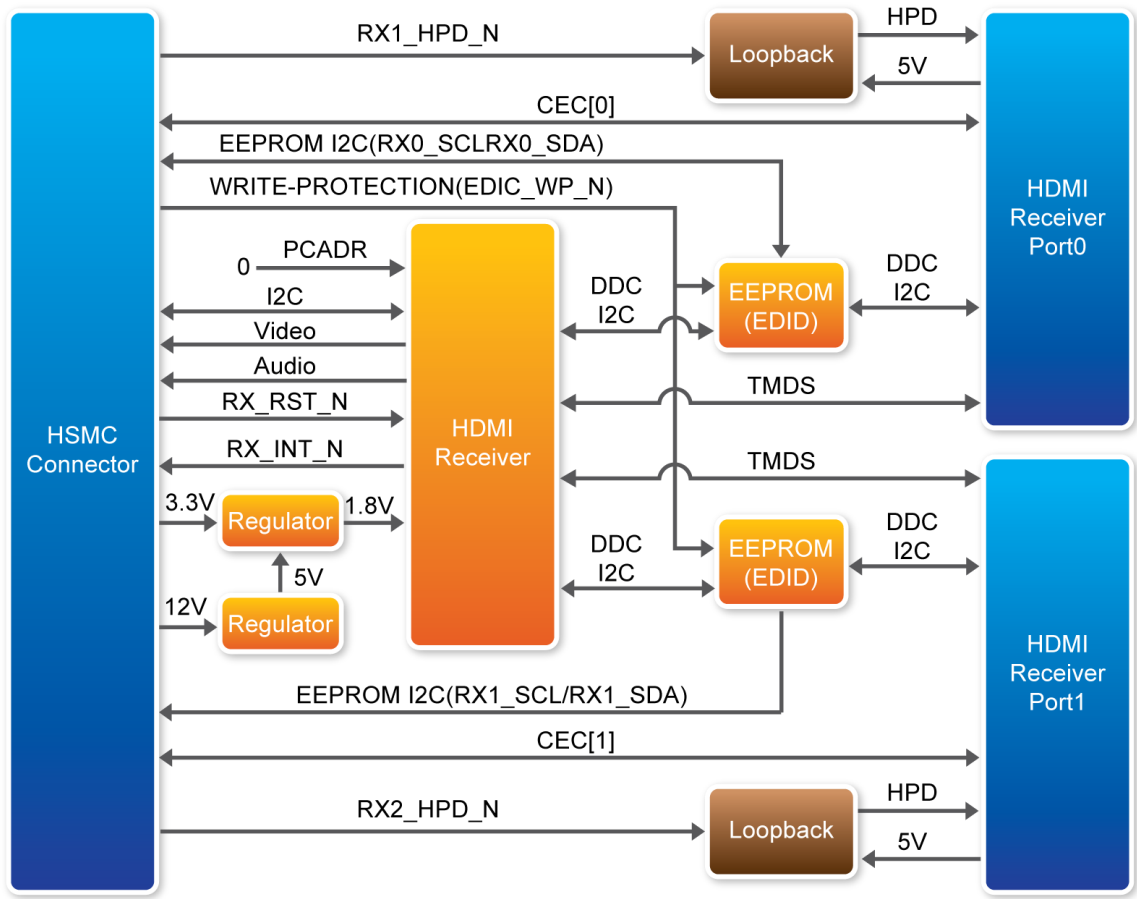 HPD
RX1_HPD_N
Loopback
5V
CEC[0]
EEPROM I2C(RX0_SCLRX0_SDA)
WRITE-PROTECTION(EDIC_WP_N)
HDMI
Receiver
Port0
PCADR
0
I2C
Video
Audio
RX_RST_N
RX_INT_N
HSMC
Connector
HDMI
Receiver
DDC
I2C
EEPROM
(EDID)
DDC
I2C
TMDS
TMDS
3.3V
Regulator
1.8V
5V
12V
Regulator
DDC
I2C
EEPROM
(EDID)
DDC
I2C
HDMI
Receiver
Port1
EEPROM I2C(RX1_SCL/RX1_SDA)
CEC[1]
RX2_HPD_N
Loopback
HPD
5V